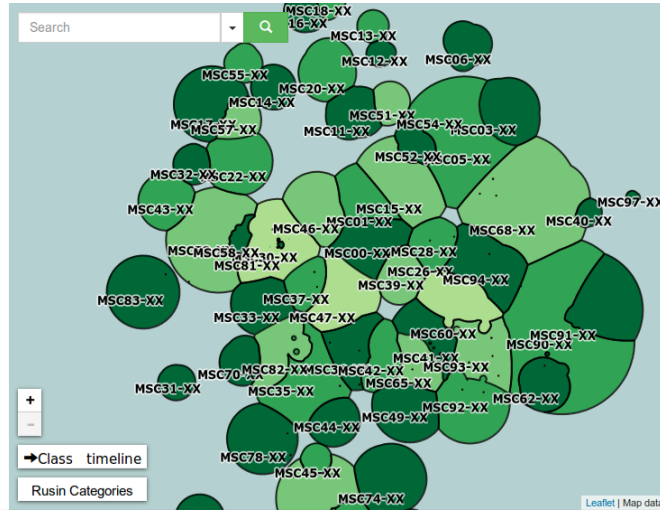 MSC18-XX
16-XX
Search
MSC13-XX
MSC12-XX
MSC06-XX
MSC55-XX
MSC20-XX
MSC14-XX
MSC51-XX
MSC17-XX
MSC57-XX
MSC11-XX
MSC54-XX
MSC03-XX
MSC52-XX
MSC05-XX
MSC32-XX
MSC22-XX
MSC97-XX
MSC43-XX
MSC15-XX
MSC01-XX
MSC40-XX
MSC46-XX
MSC68-XX
MSC58-XX
30-XX
MSC00-XX
MSC28-XX
MSC81-XX
MSC26-XX
MSC94-XX
MSC39-XX
MSC83-XX
MSC37-XX
MSC33-XX
MSC47-XX
MSC60-XX
MSC91-XX
MSC90-XX
MSC41-XX
MSC93-XX
MSC70-XX
MSC82-XX
MSC42-XX
MSC31-XX
MSC65-XX
MSC35-XX
MSC62-XX
+
MSC92-XX
MSC49-XX
−
MSC44-XX
➔Class timeline
MSC78-XX
MSC45-XX
Rusin Categories
MSC74-XX
Leaflet | Map data